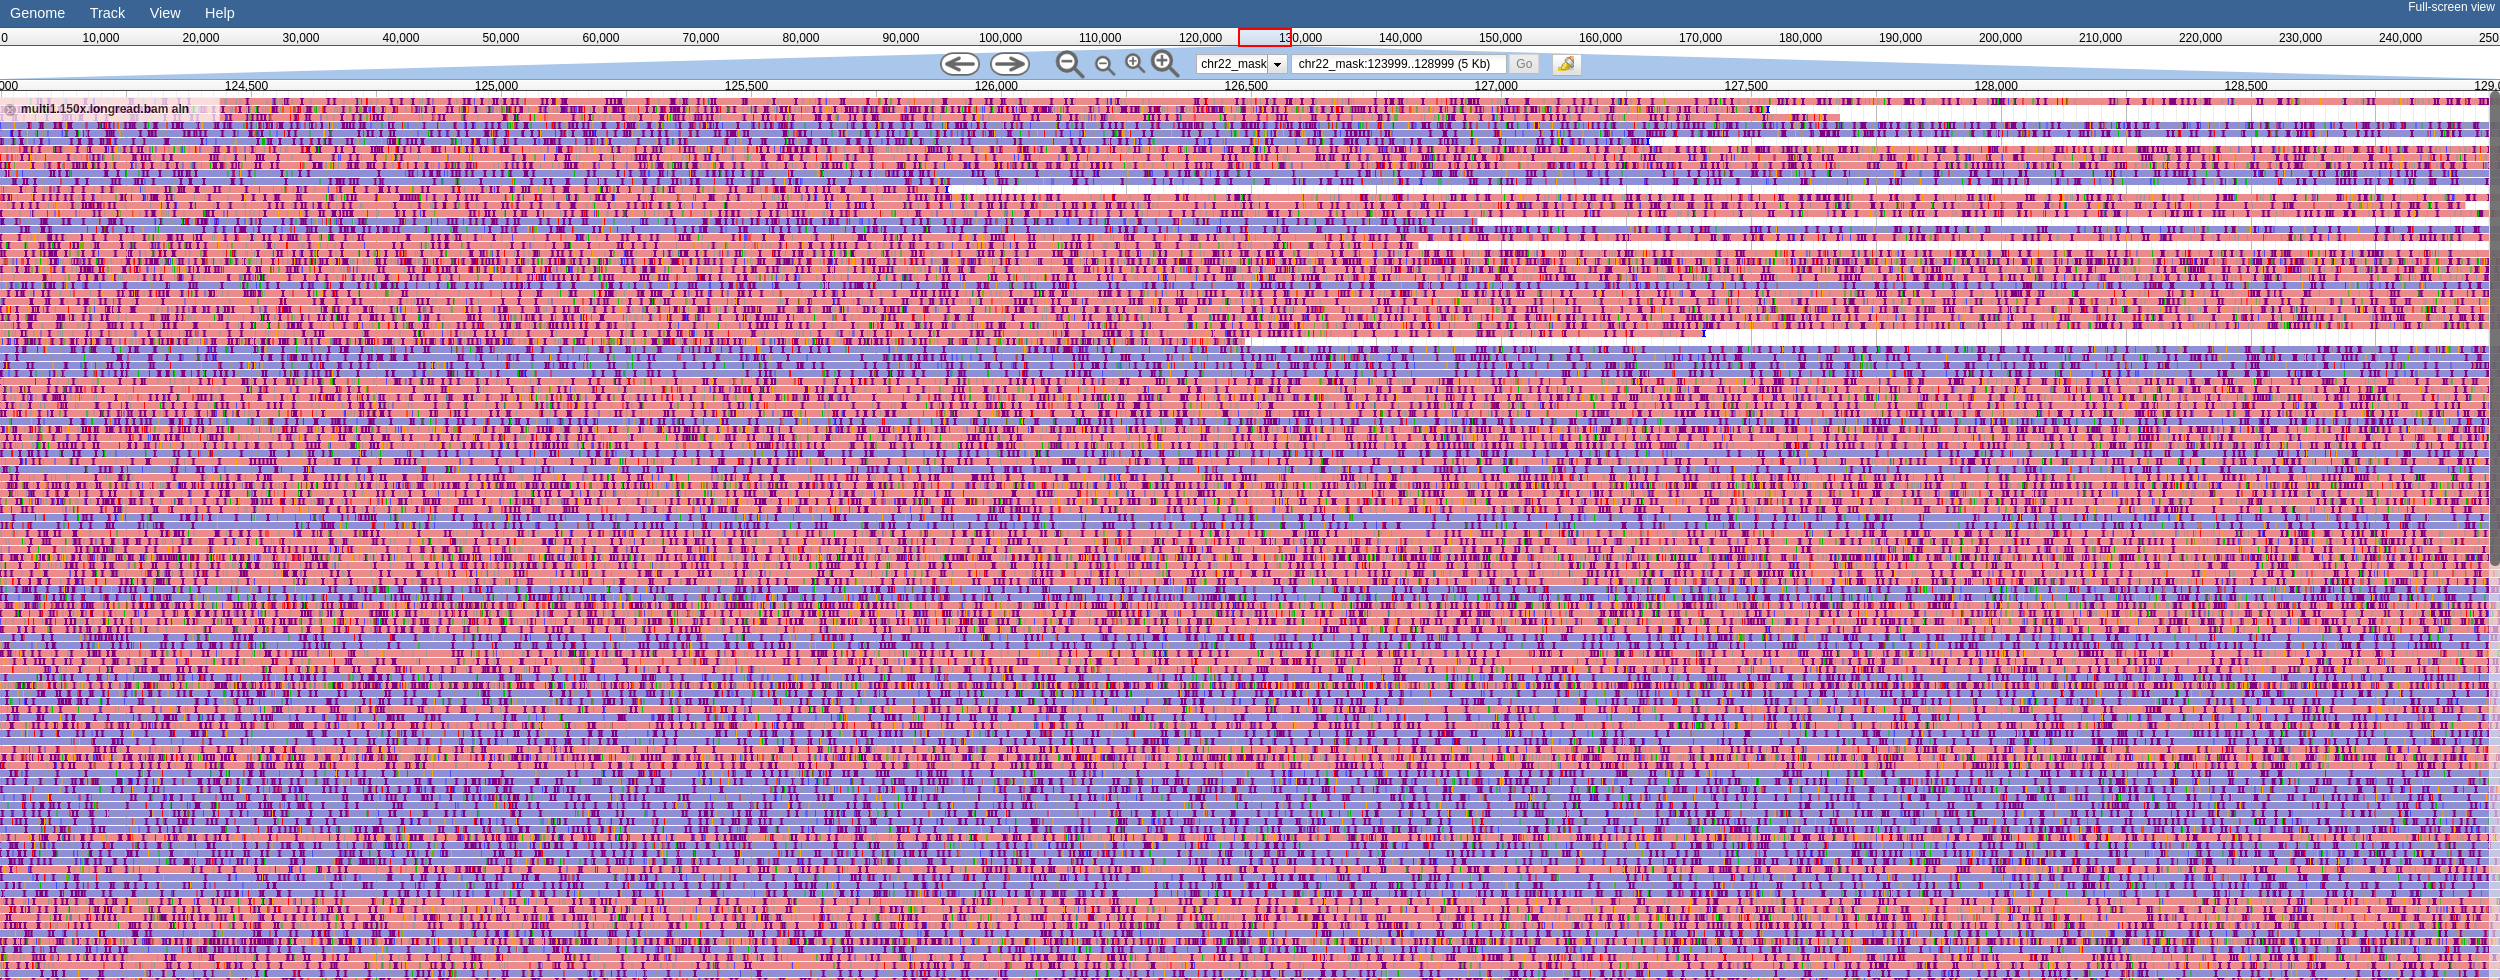 Genome Track View Help Full-screen view
0 10,000 20,000 30,000 40,000 50,000 60,000 70,000 80,000 90,000 100,000 110,000 120,000 130,000 140,000 150,000 160,000 170,000 180,000 190,000 200,000 210,000 220,000 230,000 240,000 250
chr22_mask chr22_mask:123999..128999 (5 Kb) Go
000 124,500 125,000 125,500 126,000 126,500 127,000 127,500 128,000 128,500 129,0
multi1.150x.longread.bam aln